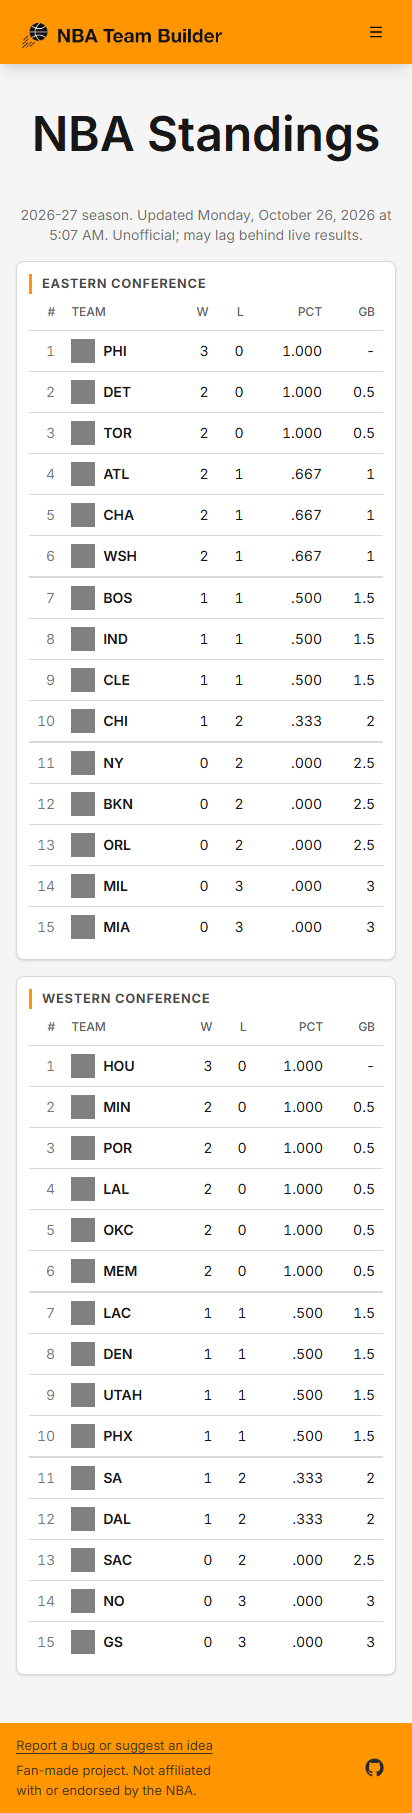 NBA Team Builder
NBA Standings
2026-27 season. Updated Monday, October 26, 2026 at
5:07 AM. Unofficial; may lag behind live results.
EASTERN CONFERENCE
# TEAM W L PCT GB
1 PHI 3 0 1.000 -
2 DET 2 0 1.000 0.5
3 TOR 2 0 1.000 0.5
4 ATL 2 1 .667 1
5 CHA 2 1 .667 1
6 WSH 2 1 .667 1
7 BOS 1 1 .500 1.5
8 IND 1 1 .500 1.5
9 CLE 1 1 .500 1.5
10 CHI 1 2 .333 2
11 NY 0 2 .000 2.5
12 BKN 0 2 .000 2.5
13 ORL 0 2 .000 2.5
14 MIL 0 3 .000 3
15 MIA 0 3 .000 3
WESTERN CONFERENCE
# TEAM W L PCT GB
1 HOU 3 0 1.000 -
2 MIN 2 0 1.000 0.5
3 POR 2 0 1.000 0.5
4 LAL 2 0 1.000 0.5
5 OKC 2 0 1.000 0.5
6 MEM 2 0 1.000 0.5
7 LAC 1 1 .500 1.5
8 DEN 1 1 .500 1.5
9 UTAH 1 1 .500 1.5
10 PHX 1 1 .500 1.5
11 SA 1 2 .333 2
12 DAL 1 2 .333 2
13 SAC 0 2 .000 2.5
14 NO 0 3 .000 3
15 GS 0 3 .000 3
Report a bug or suggest an idea
Fan-made project. Not affiliated
with or endorsed by the NBA.